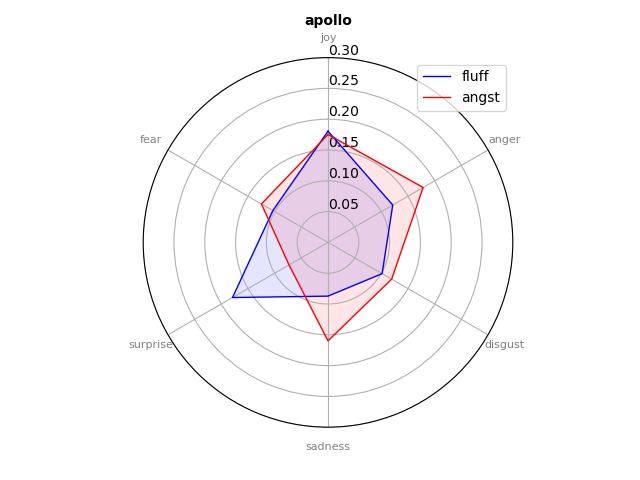 apollo
joy
0.30
0.25
0.20
0.15
0.10
0.05
fluff
angst
fear
anger
surprise
disgust
sadness